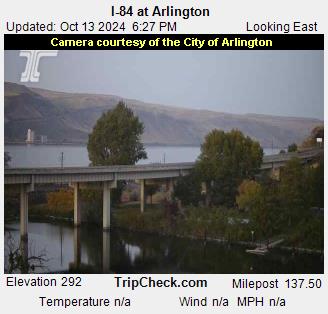 I-84 at Arlington
Updated: Oct 13 2024 6:27 PM Looking East
Camera courtesy of the City of Arlington
Elevation 292 TripCheck.com Milepost 137.50
Temperature n/a Wind n/a MPH n/a